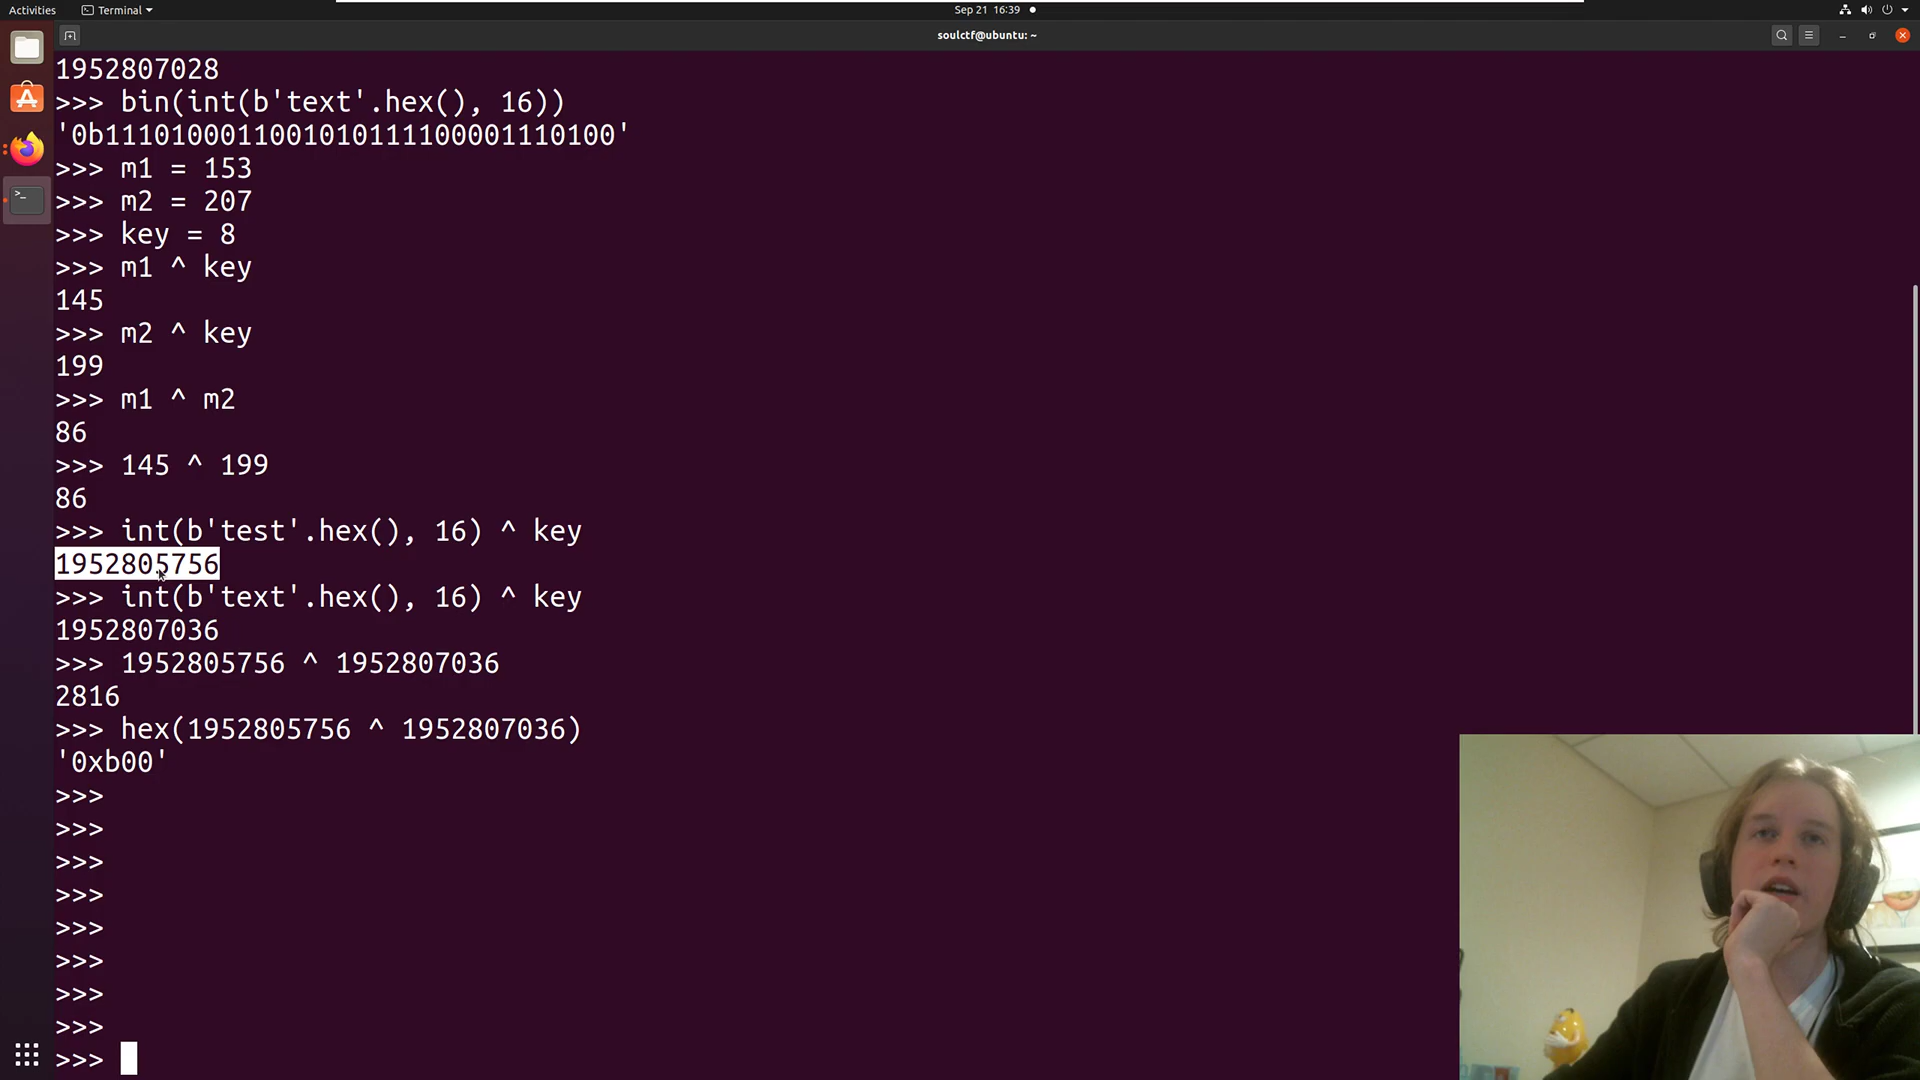 Activities
Terminal
Sep 21 16:39
soulctf@ubuntu: ~
1952807028
>>> bin(int(b'text'.hex(), 16))
'0b1110100011001010111100001110100'
>>> m1 = 153
>>> m2 = 207
>>> key = 8
>>> m1 ^ key
145
>>> m2 ^ key
199
>>> m1 ^ m2
86
>>> 145 ^ 199
86
>>> int(b'test'.hex(), 16) ^ key
1952805756
>>> int(b'text'.hex(), 16) ^ key
1952807036
>>> 1952805756 ^ 1952807036
2816
>>> hex(1952805756 ^ 1952807036)
'0xb00'
>>>
>>>
>>>
>>>
>>>
>>>
>>>
>>>
>>>